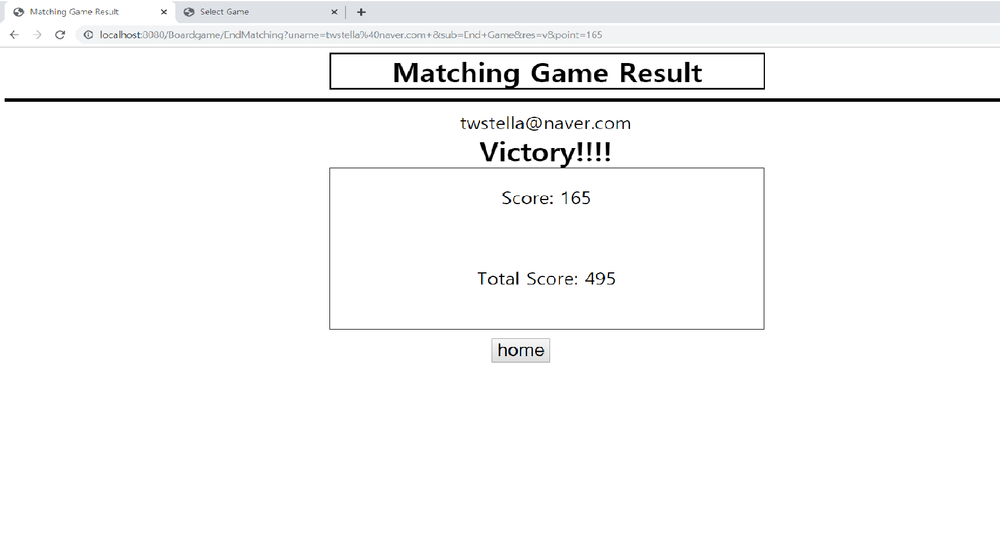 Matching Game Result
Select Game
localhost:8080/Boardgame/EndMatching?uname=twstella%40naver.com+&sub=End+Game&res=v&point=165
Matching Game Result
twstella@naver.com
Victory!!!!
Score: 165
Total Score: 495
home